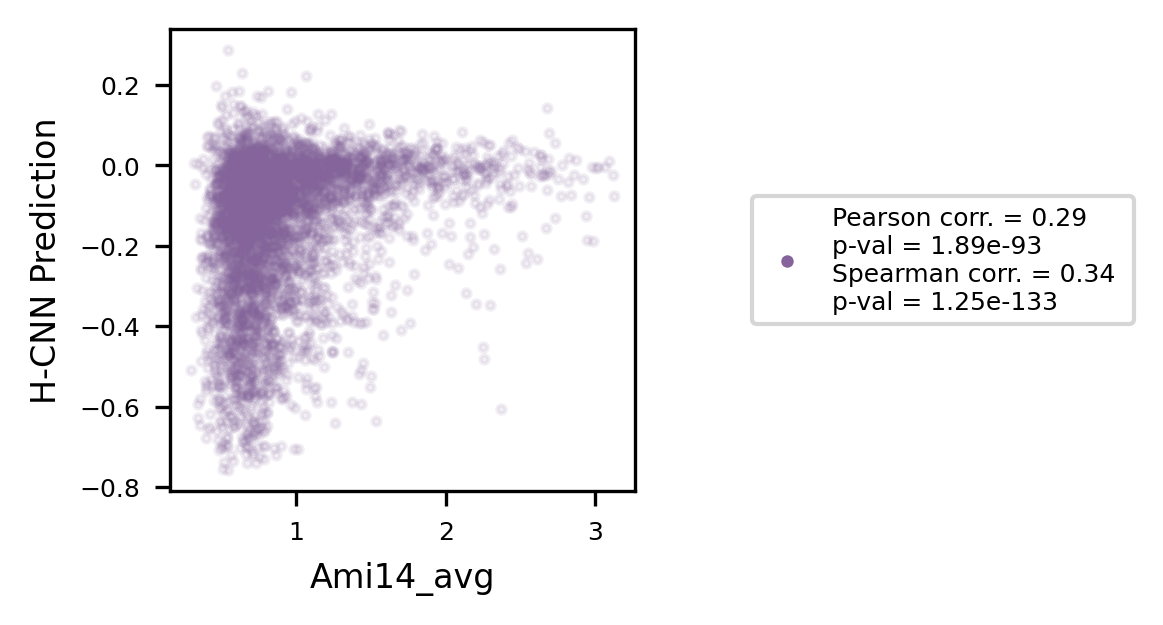 0.2
0.0
−0.2
−0.4
−0.6
−0.8
H-CNN Prediction
1 2 3
Ami14_avg
Pearson corr. = 0.29
p-val = 1.89e-93
Spearman corr. = 0.34
p-val = 1.25e-133